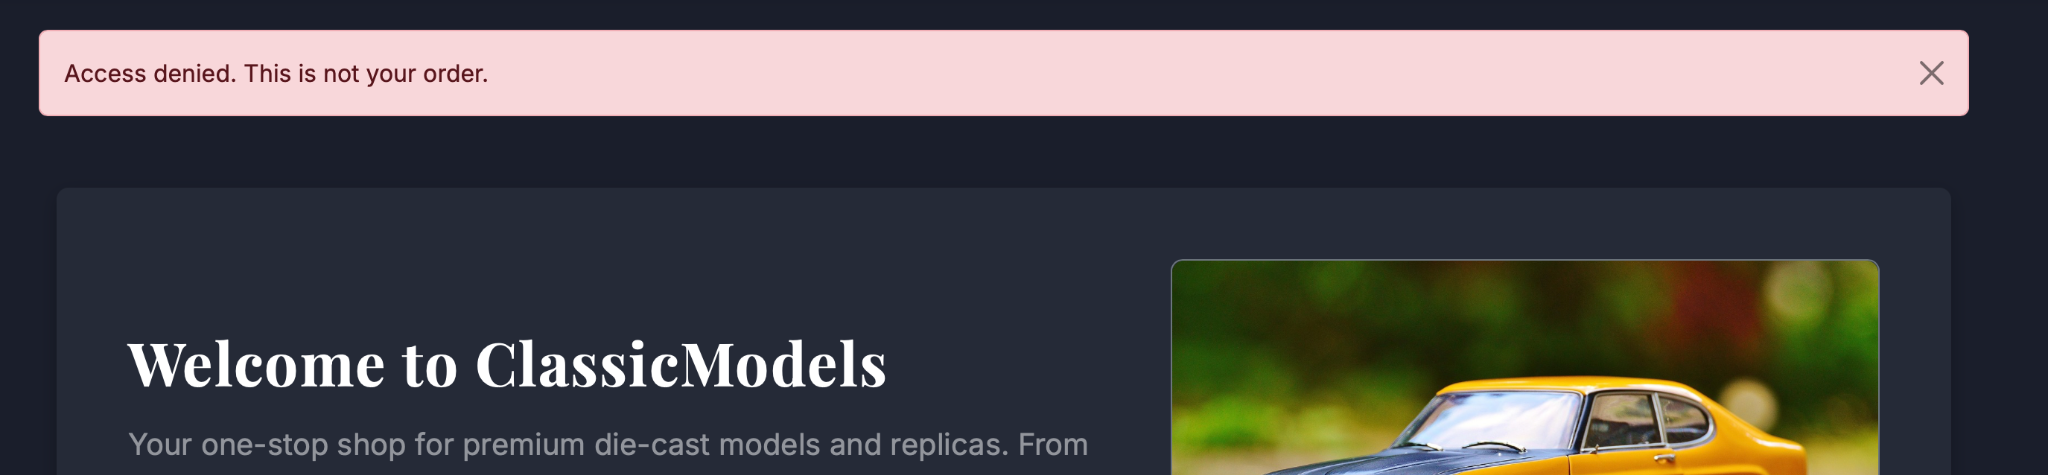 Access denied. This is not your order.
Welcome to ClassicModels
Your one-stop shop for premium die-cast models and replicas. From